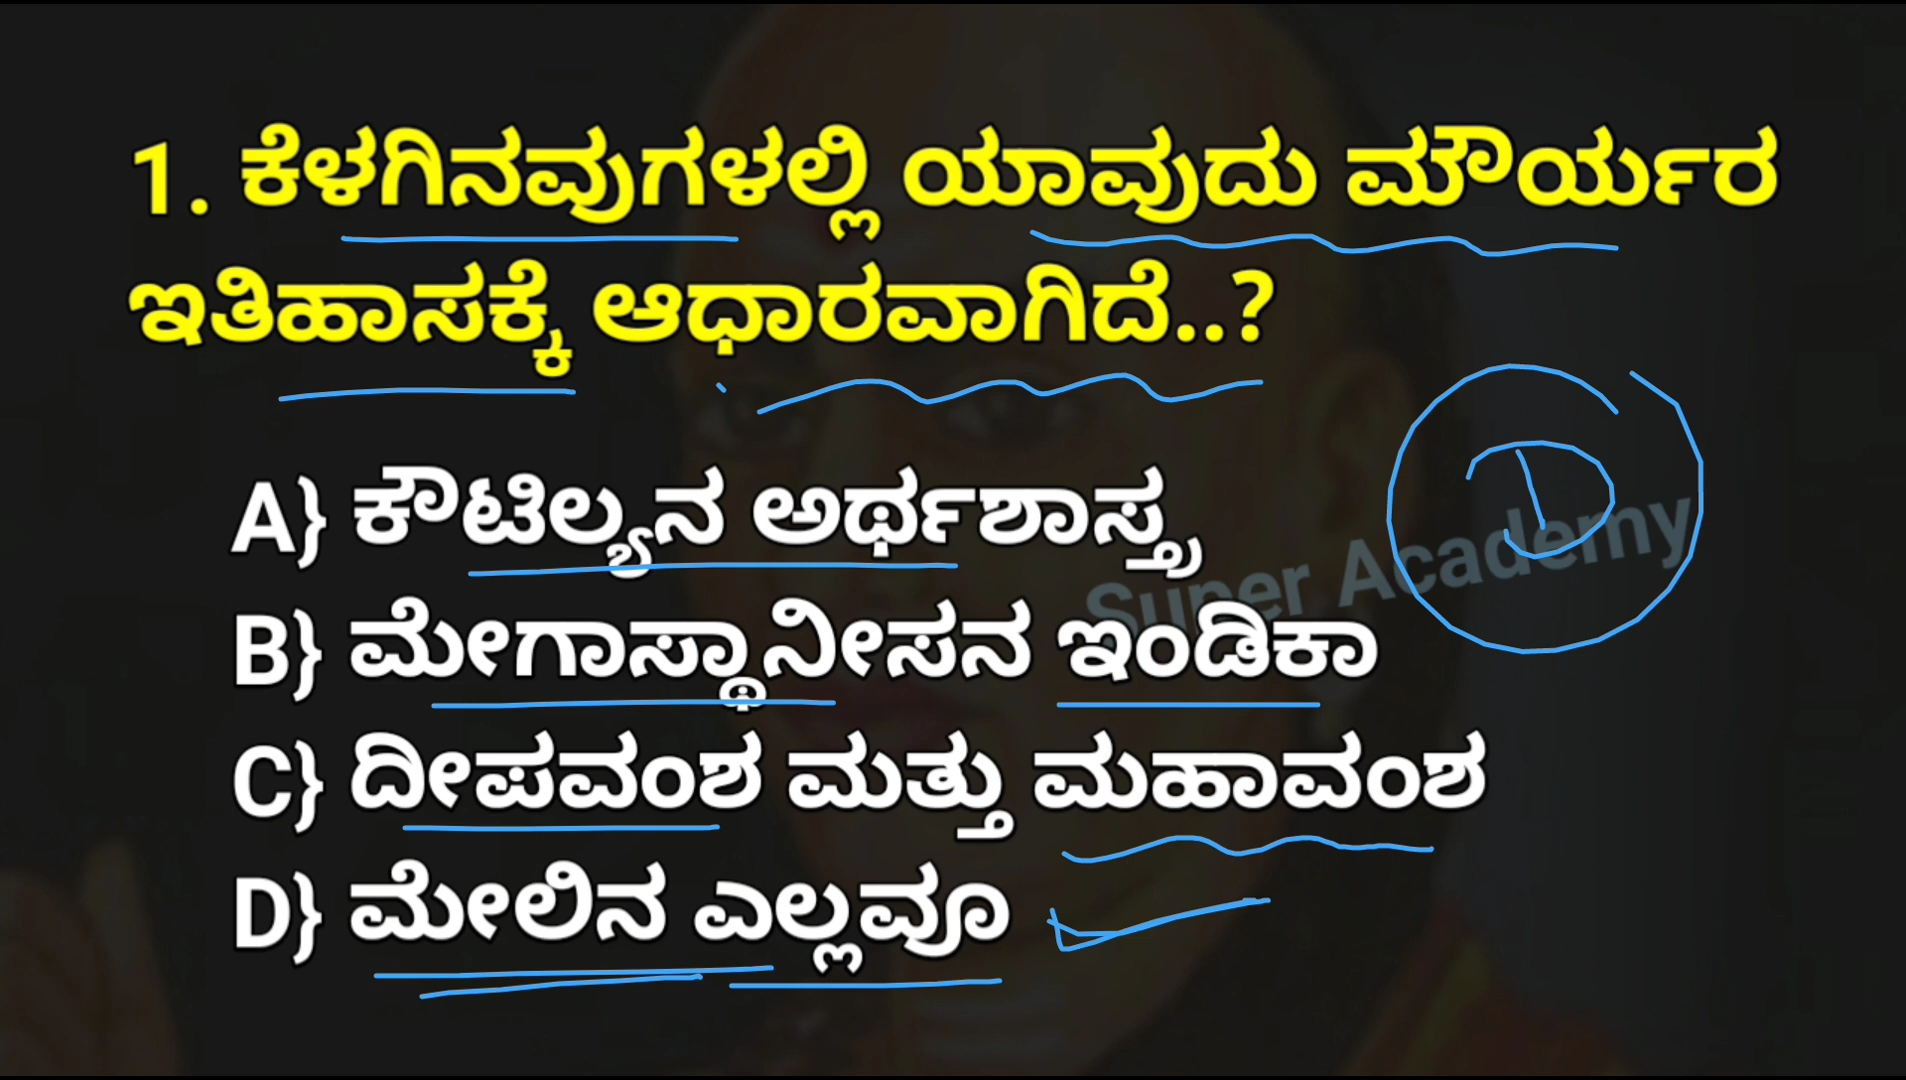 1. ಕೆಳಗಿನವುಗಳಲ್ಲಿ ಯಾವುದು ಮೌರ್ಯರ
ಇತಿಹಾಸಕ್ಕೆ ಆಧಾರವಾಗಿದೆ..?
A} ಕೌಟಿಲ್ಯನ ಅರ್ಥಶಾಸ್ತ್ರ
B} ಮೇಗಾಸ್ಥಾನೀಸನ ಇಂಡಿಕಾ
C} ದೀಪವಂಶ ಮತ್ತು ಮಹಾವಂಶ
D} ಮೇಲಿನ ಎಲ್ಲವೂ
D
Super Academy